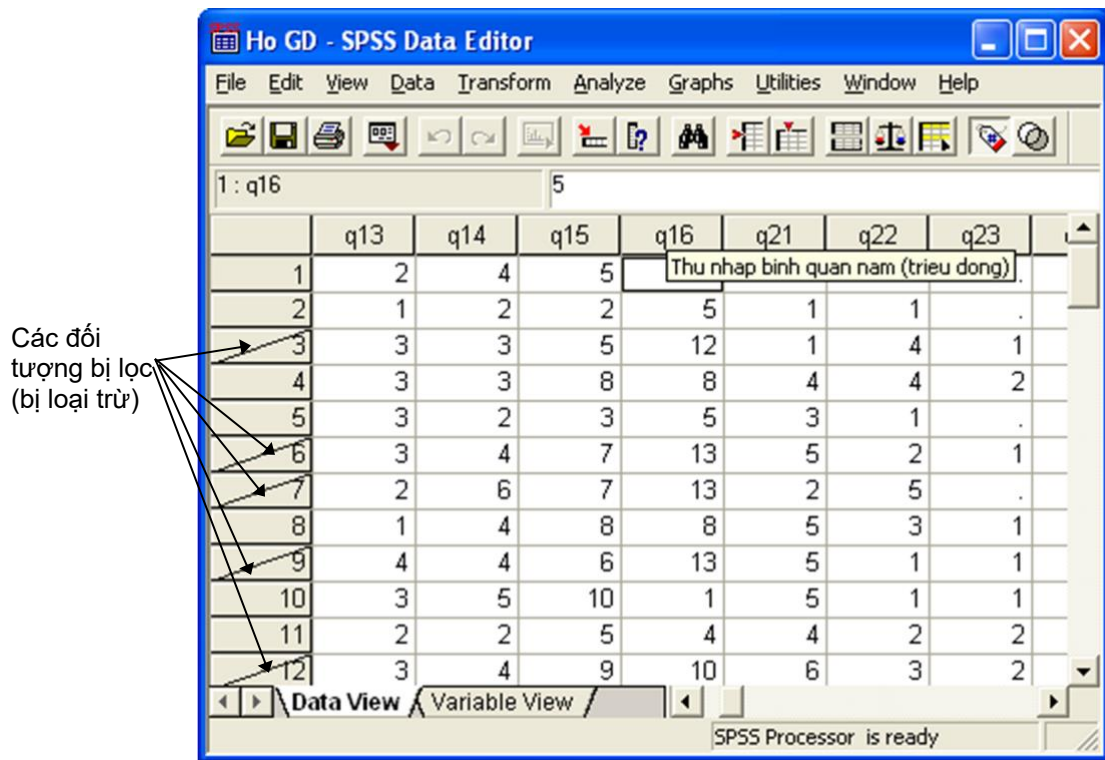 Ho GD - SPSS Data Editor
File Edit View Data Transform Analyze Graphs Utilities Window Help
1 : q16 5
q13 q14 q15 q16 q21 q22 q23
Thu nhap binh quan nam (trieu dong)
1 2 4 5 .
2 1 2 2 5 1 1 .
3 3 3 5 12 1 4 1
4 3 3 8 8 4 4 2
5 3 2 3 5 3 1 .
6 3 4 7 13 5 2 1
7 2 6 7 13 2 5 .
8 1 4 8 8 5 3 1
9 4 4 6 13 5 1 1
10 3 5 10 1 5 1 1
11 2 2 5 4 4 2 2
12 3 4 9 10 6 3 2
Data View Variable View
SPSS Processor is ready
Các đối
tượng bị lọc
(bị loại trừ)